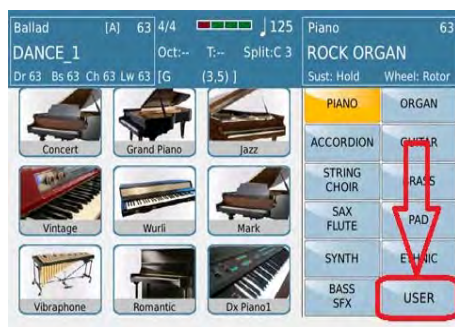 Ballad [A] 63 4/4 125 Piano 63
DANCE_1 Oct:-- T:-- Split:C 3 ROCK ORGAN
Dr 63 Bs 63 Ch 63 Lw 63 [G (3,5) ] Sust: Hold Wheel: Rotor
Concert Grand Piano Jazz PIANO ORGAN
ACCORDION GUITAR
Vintage Wurli Mark STRING CHOIR BRASS
SAX FLUTE PAD
Vibraphone Romantic Dx Piano1 SYNTH ETHNIC
BASS SFX USER